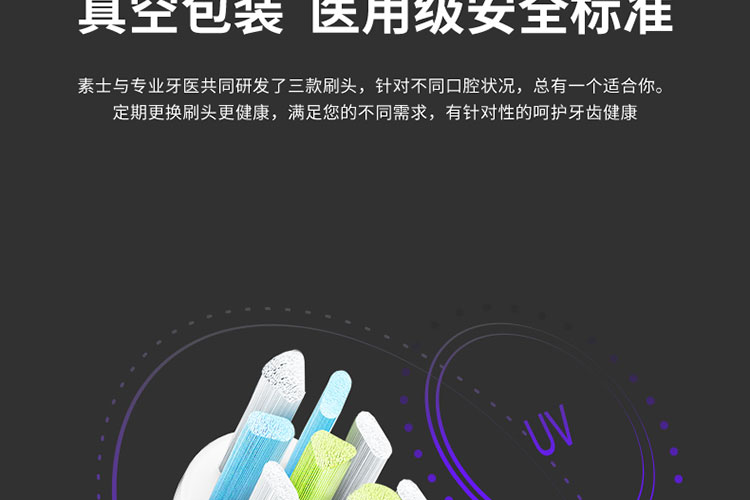 真空包装 医用级安全标准
素士与专业牙医共同研发了三款刷头，针对不同口腔状况，总有一个适合你。
定期更换刷头更健康，满足您的不同需求，有针对性的呵护牙齿健康
UV